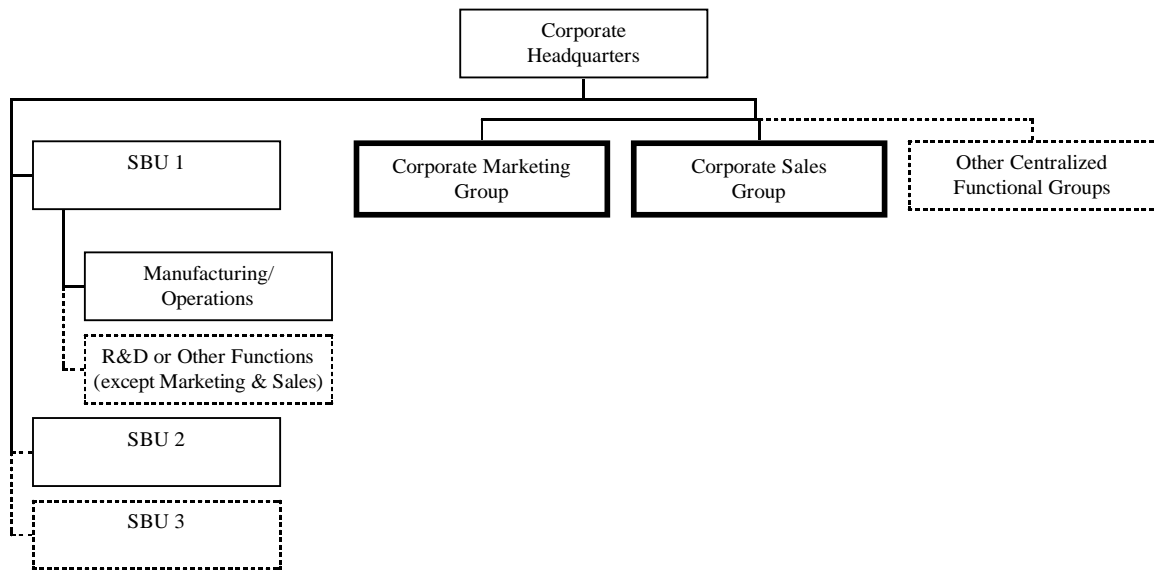 Corporate
Headquarters
SBU 1
Corporate Marketing
Group
Corporate Sales
Group
Other Centralized
Functional Groups
Manufacturing/
Operations
R&D or Other Functions
(except Marketing & Sales)
SBU 2
SBU 3